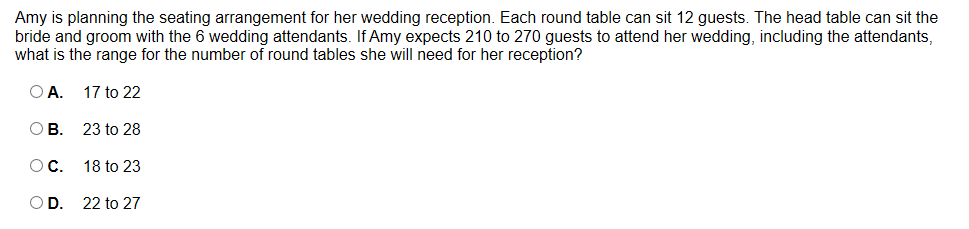 Amy is planning the seating arrangement for her wedding reception. Each round table can sit 12 guests. The head table can sit the
bride and groom with the 6 wedding attendants. If Amy expects 210 to 270 guests to attend her wedding, including the attendants,
what is the range for the number of round tables she will need for her reception?
A. 17 to 22
B. 23 to 28
C. 18 to 23
D. 22 to 27